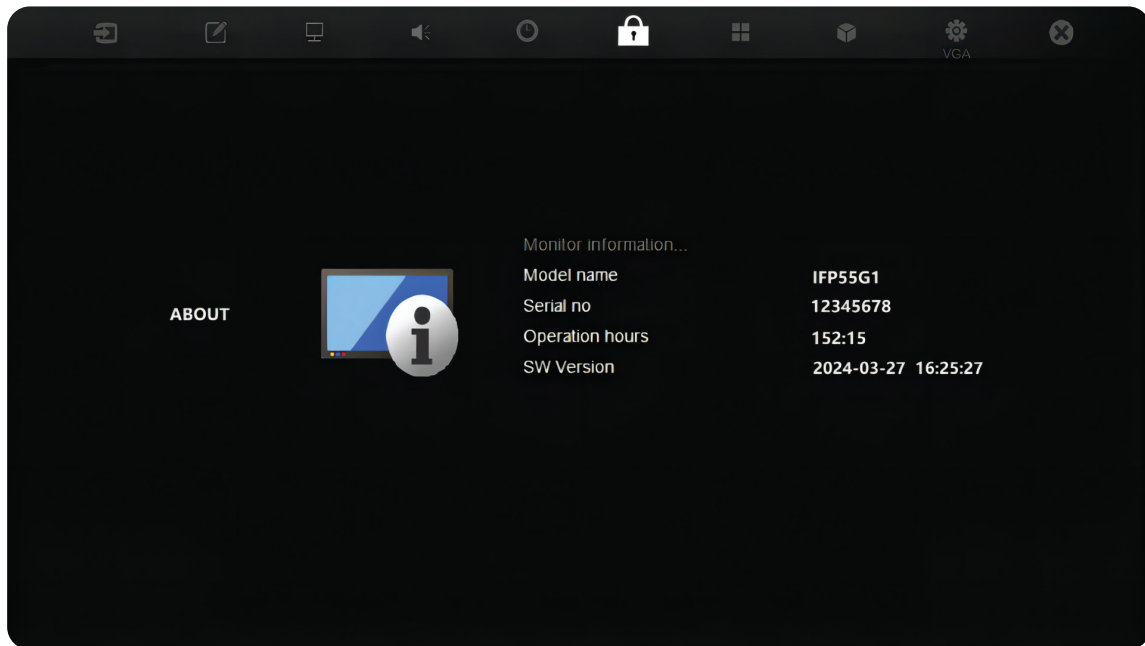 VGA
Monitor information...
Model name IFP55G1
Serial no 12345678
ABOUT
Operation hours 152:15
SW Version 2024-03-27 16:25:27